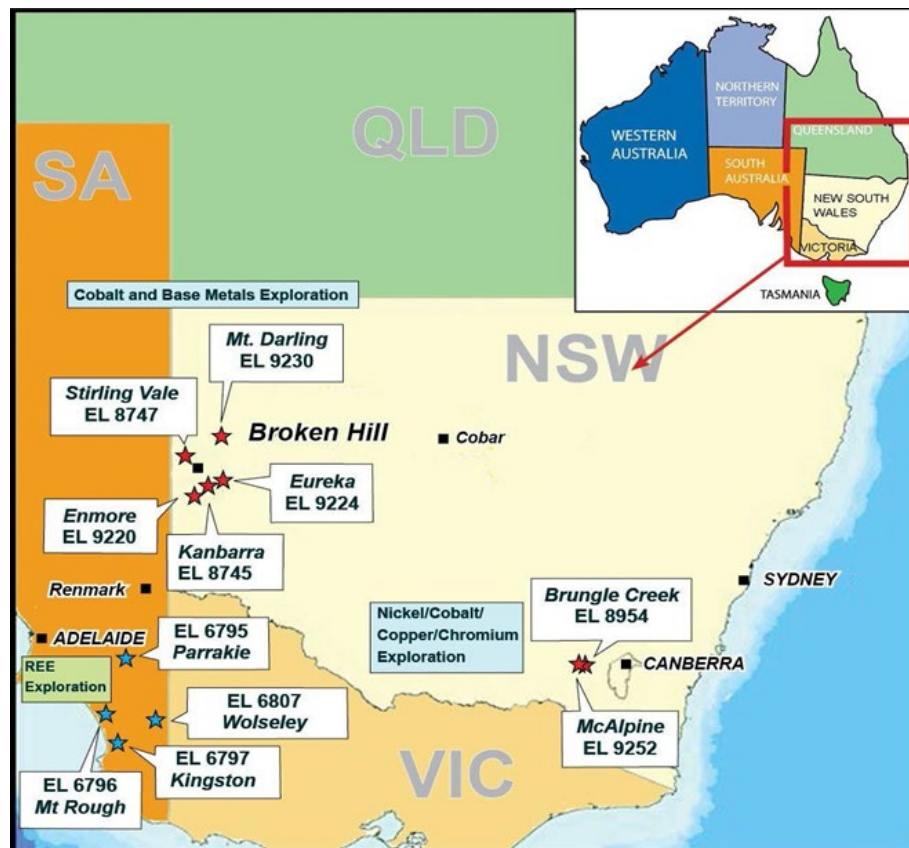 NORTHERN
TERRITORY
QUEENSLAND
WESTERN
AUSTRALIA
SOUTH
AUSTRALIA
NEW SOUTH
WALES
VICTORIA
TASMANIA
QLD
SA
Cobalt and Base Metals Exploration
NSW
Mt. Darling
EL 9230
Stirling Vale
EL 8747
Broken Hill
Cobar
Eureka
EL 9224
Enmore
EL 9220
Kanbarra
EL 8745
Renmark
SYDNEY
Brungle Creek
EL 8954
Nickel/Cobalt/
Copper/Chromium
Exploration
ADELAIDE
EL 6795
Parrakie
CANBERRA
REE
Exploration
EL 6807
Wolseley
McAlpine
EL 9252
EL 6797
Kingston
VIC
EL 6796
Mt Rough